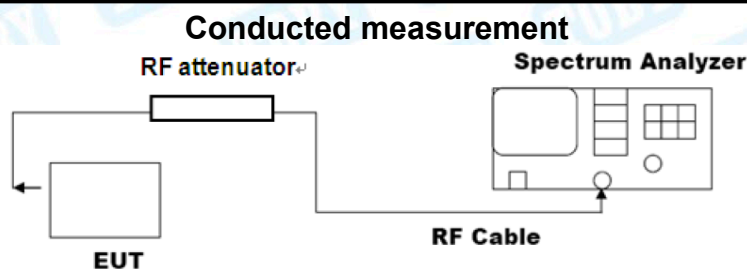 Conducted measurement
RF attenuator↵
Spectrum Analyzer
RF Cable
EUT